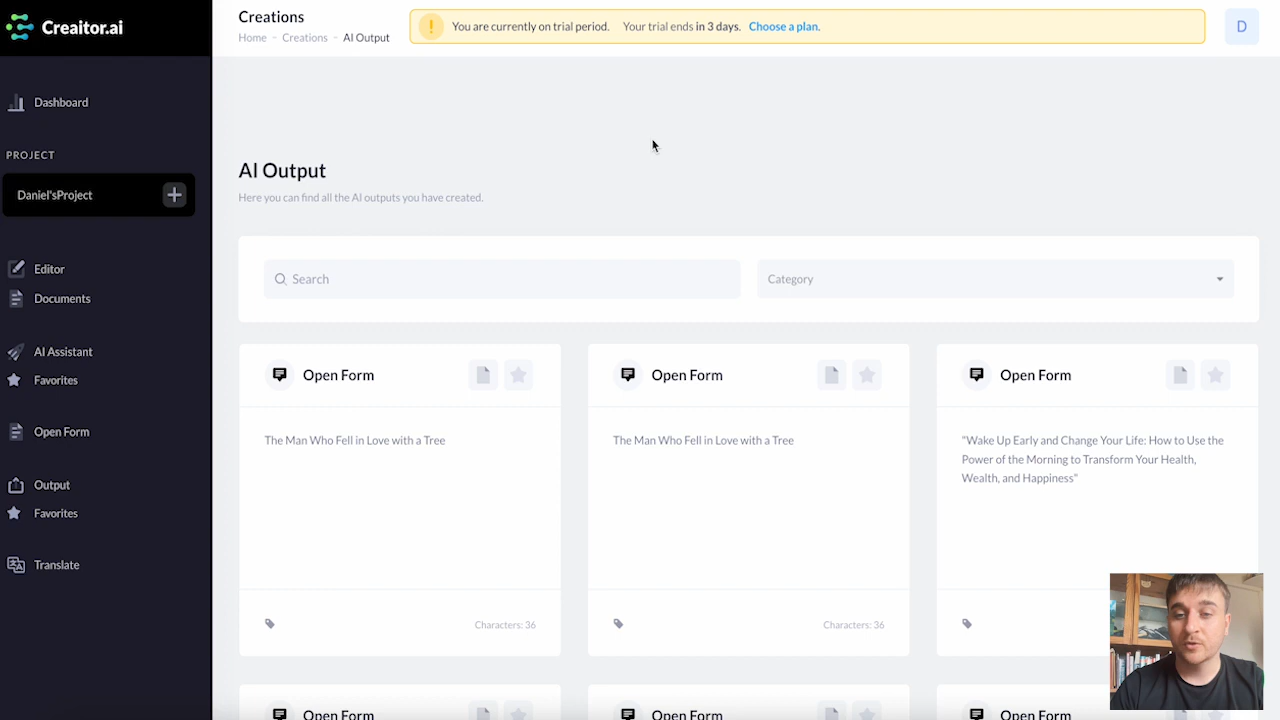 Creaitor.ai
Creations
Home - Creations - AI Output
You are currently on trial period. Your trial ends in 3 days. Choose a plan.
D
Dashboard
PROJECT
Daniel'sProject
Editor
Documents
AI Assistant
Favorites
Open Form
Output
Favorites
Translate
AI Output
Here you can find all the AI outputs you have created.
Search
Category
Open Form
The Man Who Fell in Love with a Tree
Characters: 36
Open Form
The Man Who Fell in Love with a Tree
Characters: 36
Open Form
"Wake Up Early and Change Your Life: How to Use the
Power of the Morning to Transform Your Health,
Wealth, and Happiness"
Open Form
Open Form
Open Form